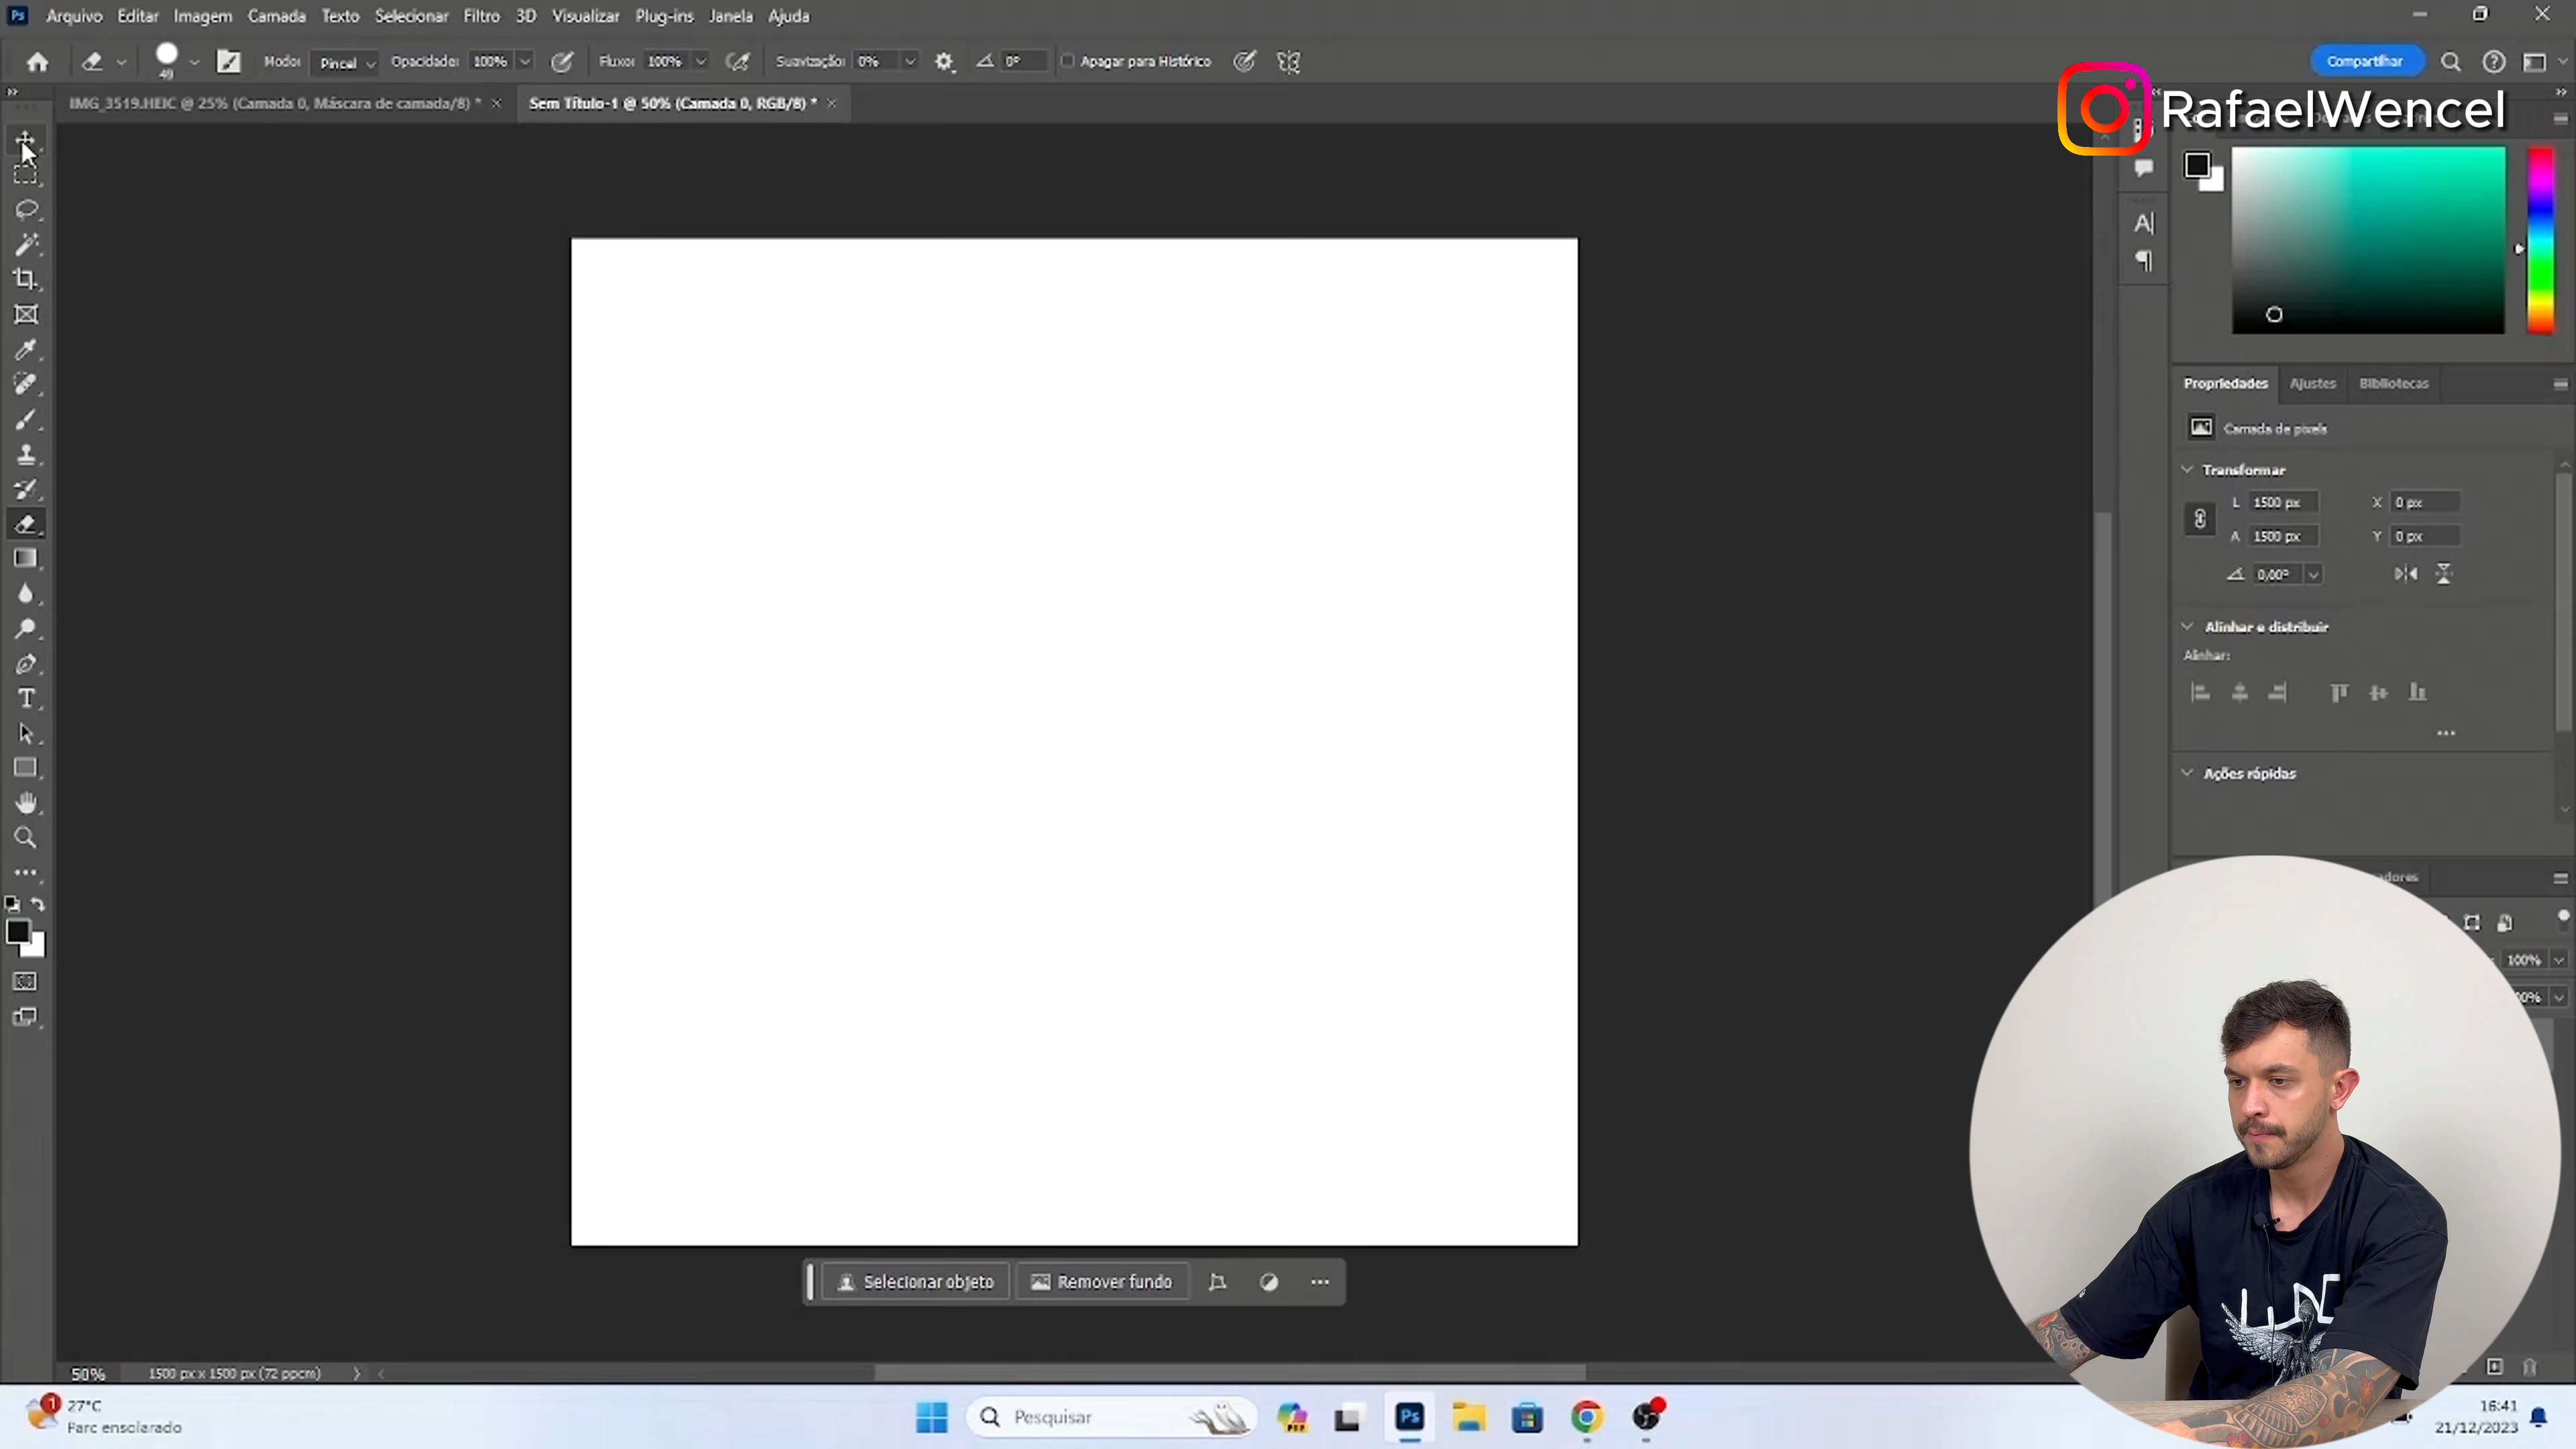 Ps Arquivo Editar Imagem Camada Texto Selecionar Filtro 3D Visualizar Plug-ins Janela Ajuda
49 Modo: Pincel Opacidade: 100% Fluxo: 100% Suavização: 0% 0° Apagar para Histórico Compartilhar
IMG_3519.HEIC @ 25% (Camada 0, Máscara de camada/8) * Sem Título-1 @ 50% (Camada 0, RGB/8) *
RafaelWencel
Propriedades Ajustes Bibliotecas
Camada de pixels
Transformar
L 1500 px X 0 px
A 1500 px Y 0 px
0,00°
Alinhar e distribuir
Alinhar:
Ações rápidas
100%
Selecionar objeto Remover fundo
50% 1500 px x 1500 px (72 ppcm)
1 27°C
Parc ensolarado
Pesquisar
Ps
16:41
21/12/2023